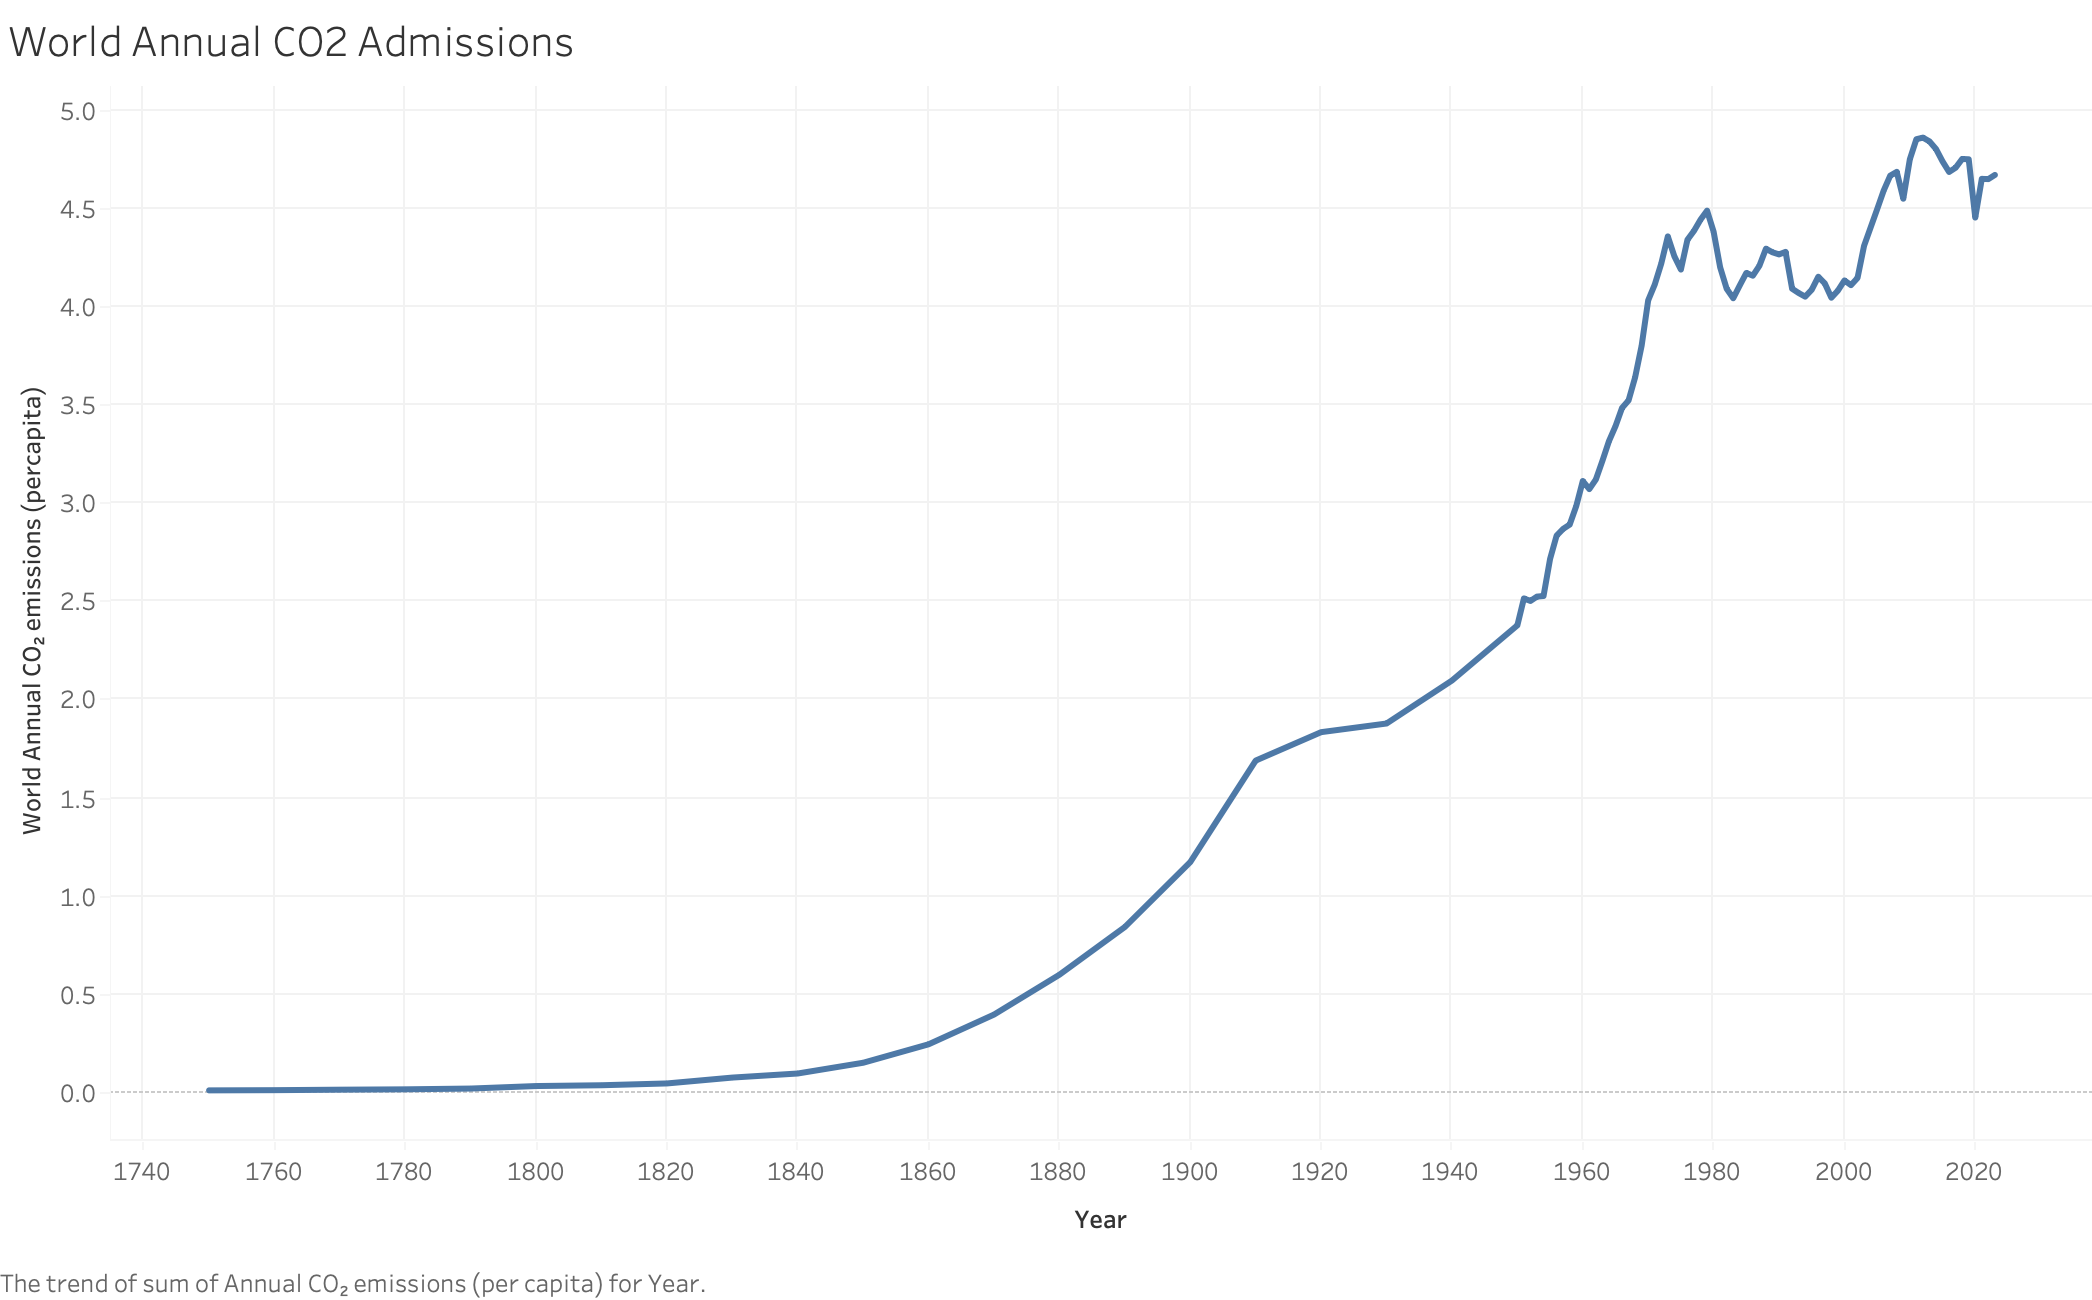 World Annual CO2 Admissions
World Annual CO₂ emissions (percapita)
5.0
4.5
4.0
3.5
3.0
2.5
2.0
1.5
1.0
0.5
0.0
1740 1760 1780 1800 1820 1840 1860 1880 1900 1920 1940 1960 1980 2000 2020
Year
The trend of sum of Annual CO₂ emissions (per capita) for Year.